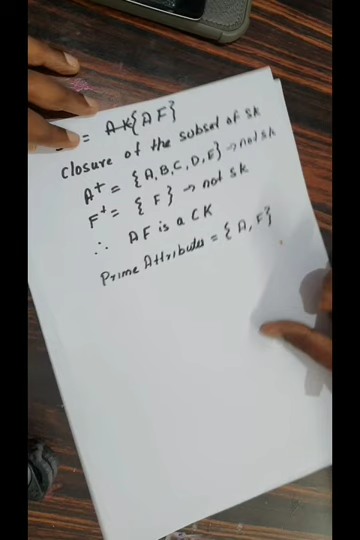 = A̶K̶ {AF}
closure of the subset of SK
A+ = {A,B,C,D,E} → not sk
F+ = {F} → not sk
∴ AF is a CK
Prime Attributes = {A,F}